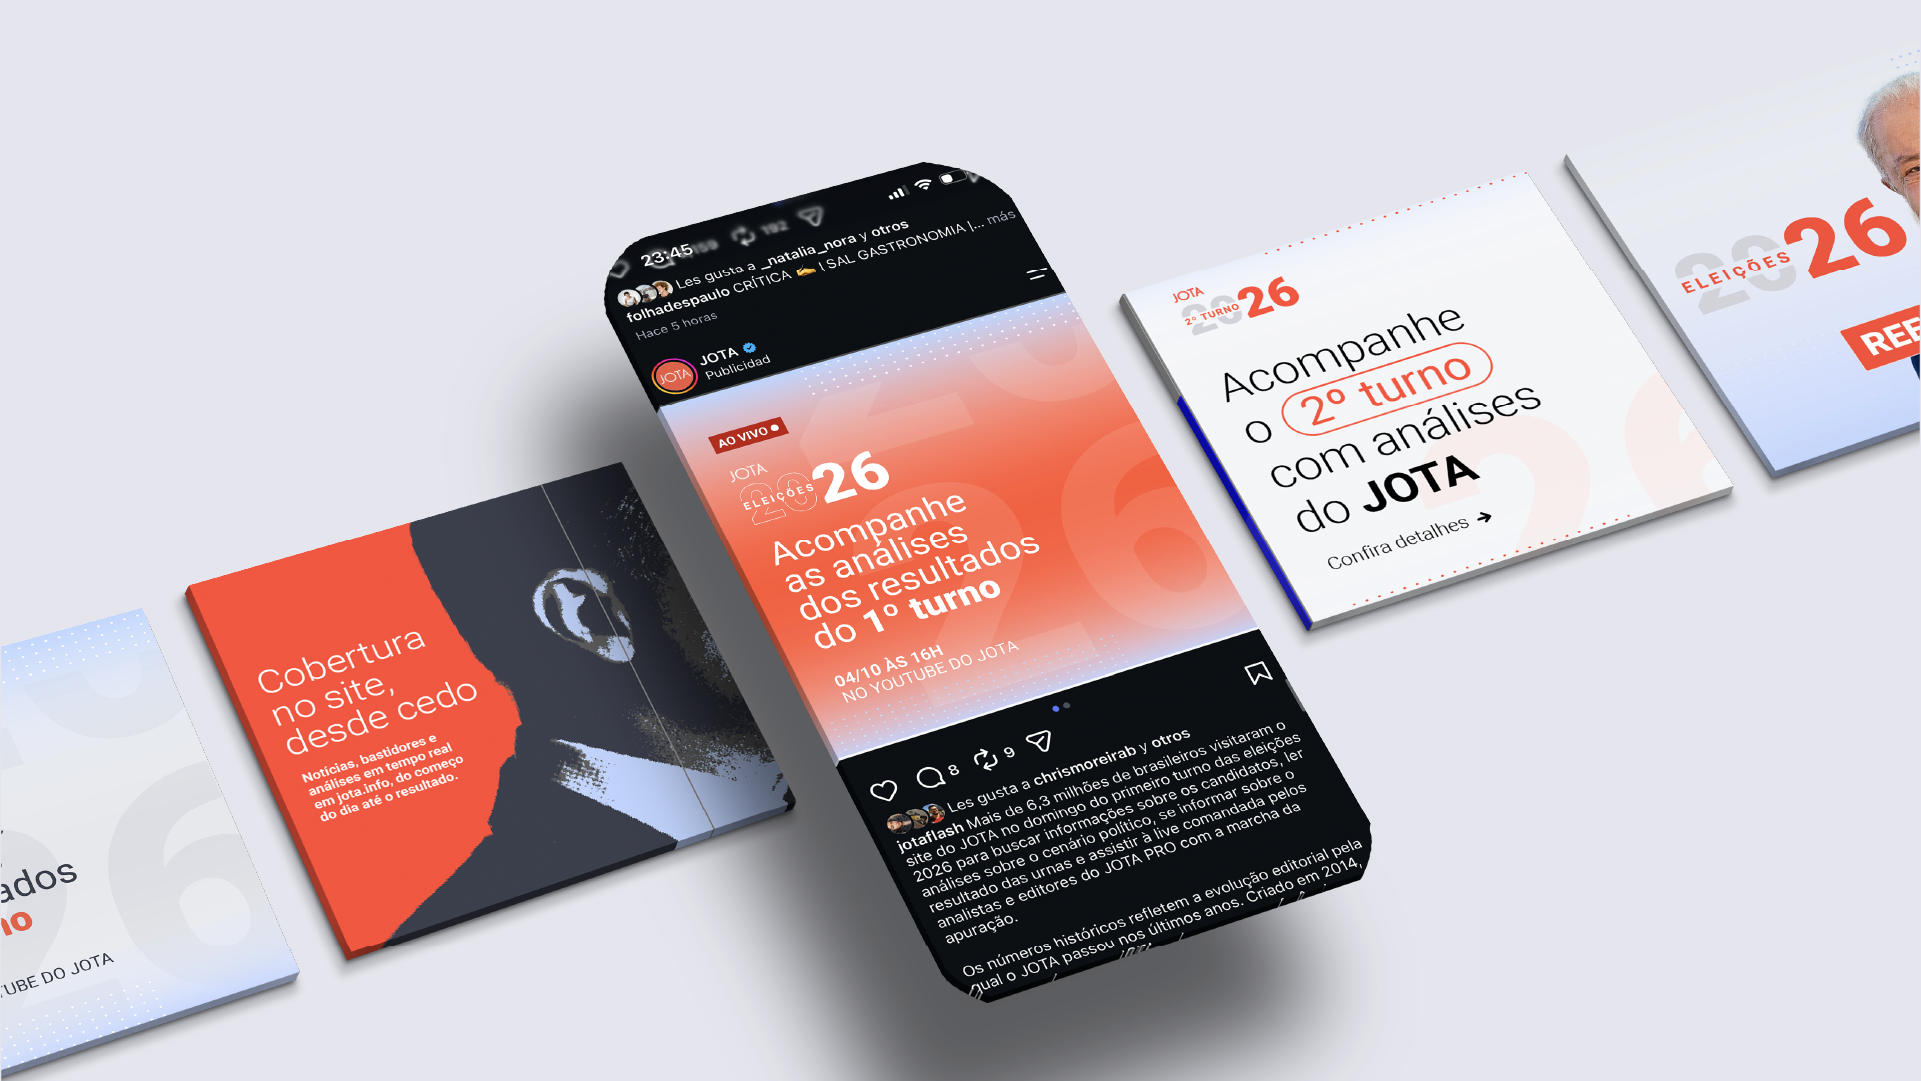 ados
no
TUBE DO JOTA
Cobertura
no site,
desde cedo
Notícias, bastidores e
análises em tempo real
em jota.info, do começo
do dia até o resultado.
23:45
192
Les gusta a _natalia_nora y otros
folhadespaulo CRÍTICA ✍️ | SAL GASTRONOMIA |... más
Hace 5 horas
JOTA
JOTA
Publicidad
AO VIVO
JOTA
2026
ELEIÇÕES
Acompanhe
as análises
dos resultados
do 1º turno
04/10 ÀS 16H
NO YOUTUBE DO JOTA
8
9
Les gusta a chrismoreirab y otros
jotaflash Mais de 6,3 milhões de brasileiros visitaram o
site do JOTA no domingo do primeiro turno das eleições
2026 para buscar informações sobre os candidatos, ler
análises sobre o cenário político, se informar sobre o
resultado das urnas e assistir à live comandada pelos
analistas e editores do JOTA PRO com a marcha da
apuração.
Os números históricos refletem a evolução editorial pela
qual o JOTA passou nos últimos anos. Criado em 2014,
JOTA
2026
2º TURNO
Acompanhe
o 2º turno
com análises
do JOTA
Confira detalhes →
2026
ELEIÇÕES